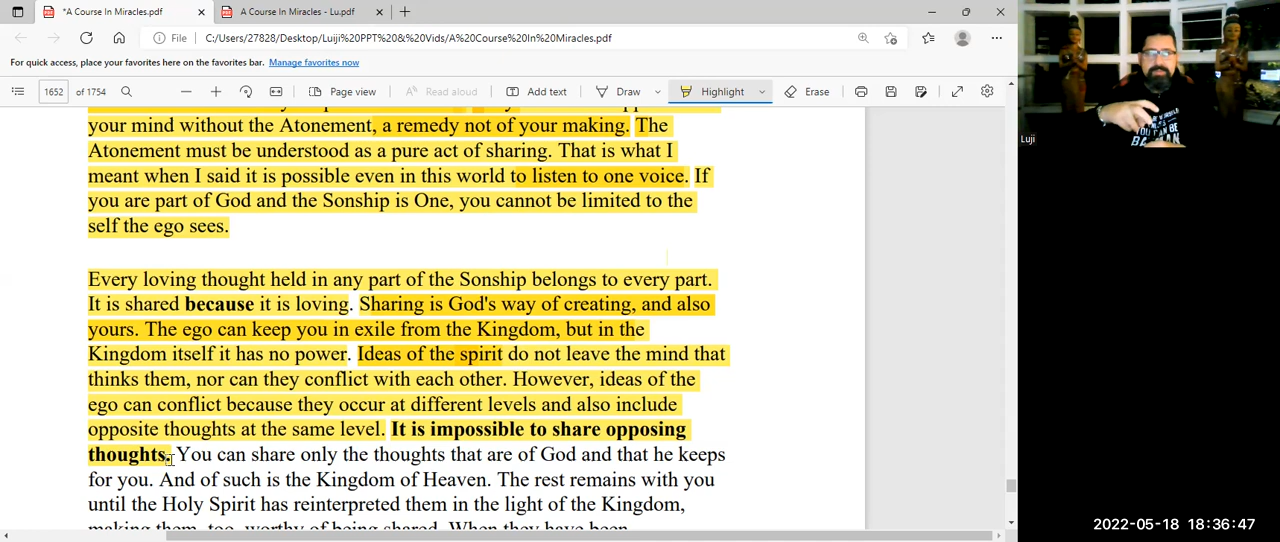 *A Course In Miracles.pdf
A Course In Miracles - Lu.pdf
File
C:/Users/27828/Desktop/Luiji%20PPT%20&%20Vids/A%20Course%20In%20Miracles.pdf
For quick access, place your favorites here on the favorites bar. Manage favorites now
1652 of 1754
Page view
Read aloud
Add text
Draw
Highlight
Erase
your mind without the Atonement, a remedy not of your making. The
Atonement must be understood as a pure act of sharing. That is what I
meant when I said it is possible even in this world to listen to one voice. If
you are part of God and the Sonship is One, you cannot be limited to the
self the ego sees.
Every loving thought held in any part of the Sonship belongs to every part.
It is shared because it is loving. Sharing is God's way of creating, and also
yours. The ego can keep you in exile from the Kingdom, but in the
Kingdom itself it has no power. Ideas of the spirit do not leave the mind that
thinks them, nor can they conflict with each other. However, ideas of the
ego can conflict because they occur at different levels and also include
opposite thoughts at the same level. It is impossible to share opposing
thoughts. You can share only the thoughts that are of God and that he keeps
for you. And of such is the Kingdom of Heaven. The rest remains with you
until the Holy Spirit has reinterpreted them in the light of the Kingdom,
making them, too, worthy of being shared. When they have been
Luji
2022-05-18 18:36:47